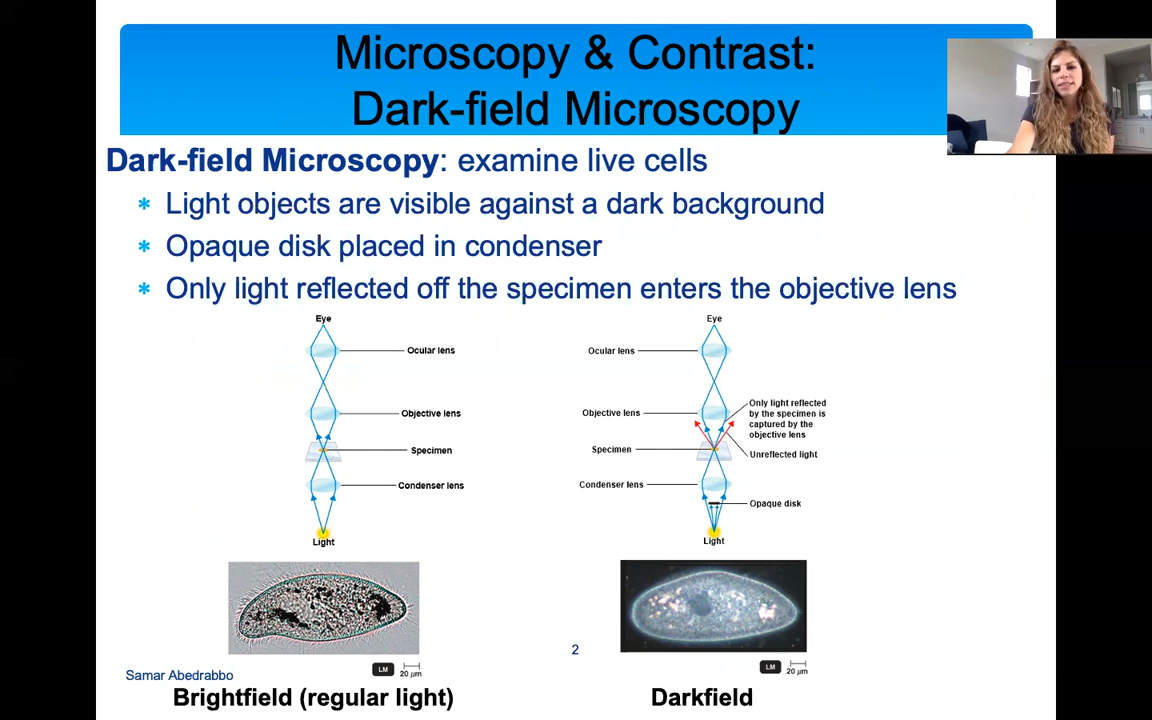 Microscopy & Contrast:
Dark-field Microscopy
Dark-field Microscopy: examine live cells
* Light objects are visible against a dark background
* Opaque disk placed in condenser
* Only light reflected off the specimen enters the objective lens
Eye
Ocular lens
Objective lens
Specimen
Condenser lens
Light
LM
20 µm
Brightfield (regular light)
Eye
Ocular lens
Objective lens
Only light reflected
by the specimen is
captured by the
objective lens
Specimen
Unreflected light
Condenser lens
Opaque disk
Light
LM
20 µm
Darkfield
2
Samar Abedrabbo